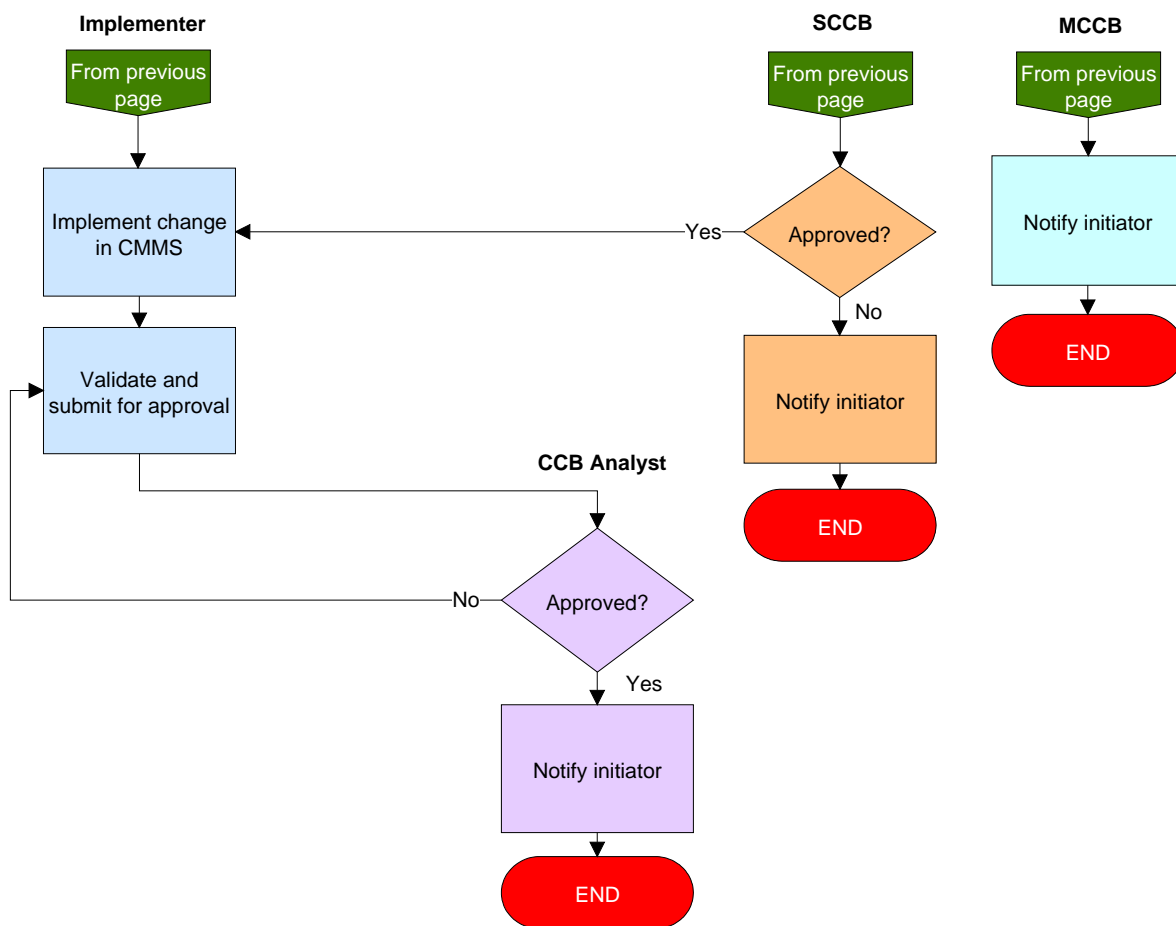 Implementer
SCCB
MCCB
From previous
page
From previous
page
From previous
page
Implement change
in CMMS
Yes
Approved?
Notify initiator
No
END
Validate and
submit for approval
Notify initiator
CCB Analyst
END
No
Approved?
Yes
Notify initiator
END